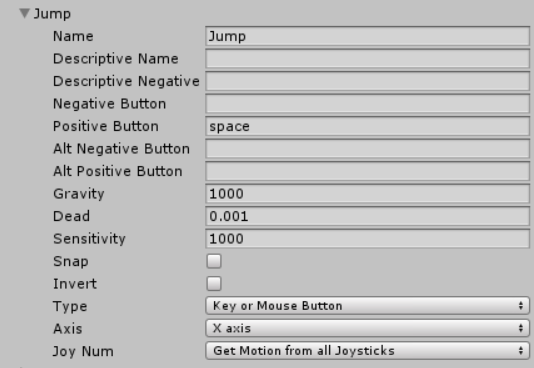 Jump
Name Jump
Descriptive Name
Descriptive Negative
Negative Button
Positive Button space
Alt Negative Button
Alt Positive Button
Gravity 1000
Dead 0.001
Sensitivity 1000
Snap
Invert
Type Key or Mouse Button
Axis X axis
Joy Num Get Motion from all Joysticks